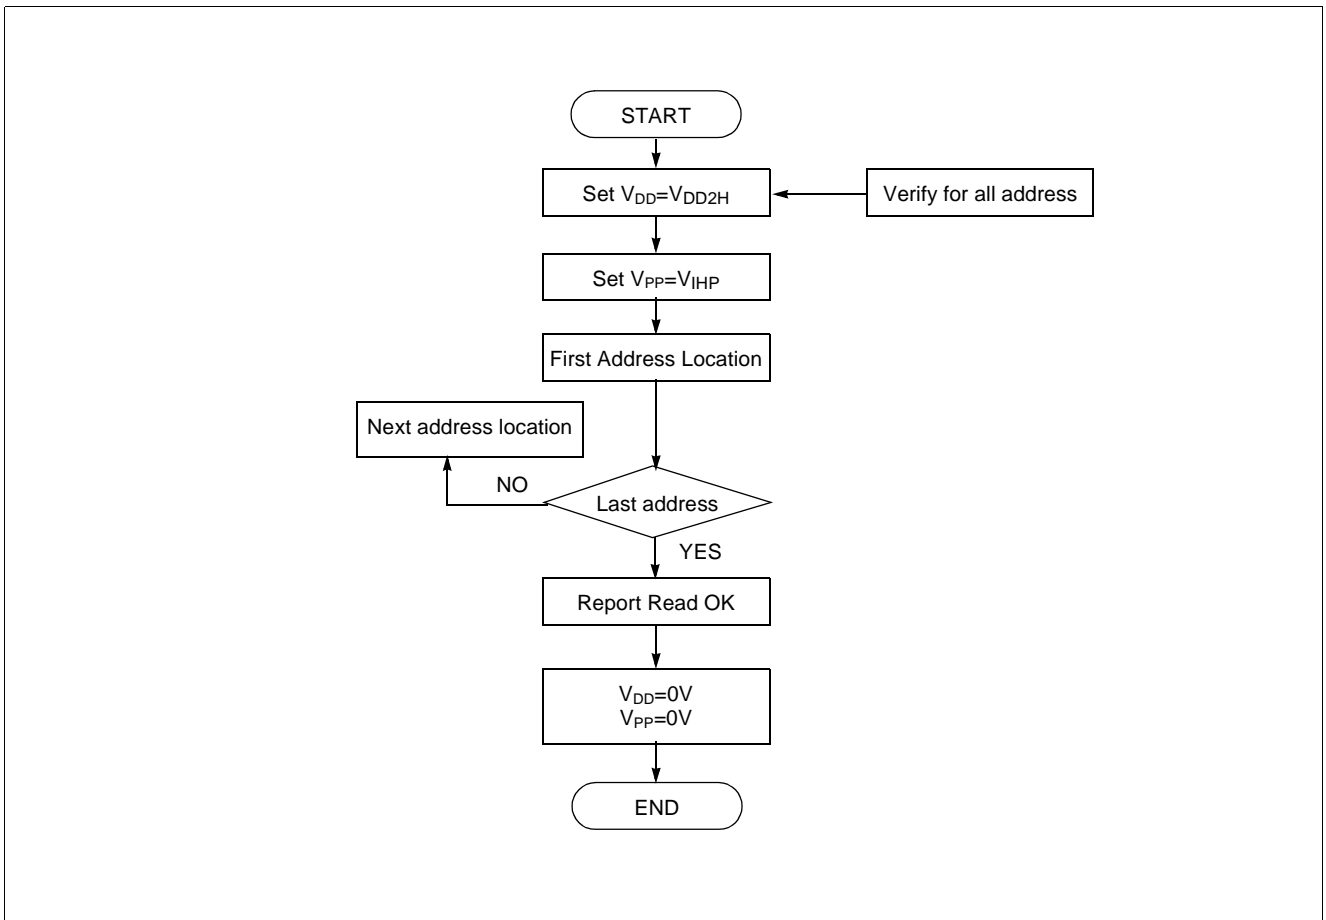 START
Set VDD=VDD2H
Verify for all address
Set VPP=VIHP
First Address Location
Next address location
NO
Last address
YES
Report Read OK
VDD=0V
VPP=0V
END